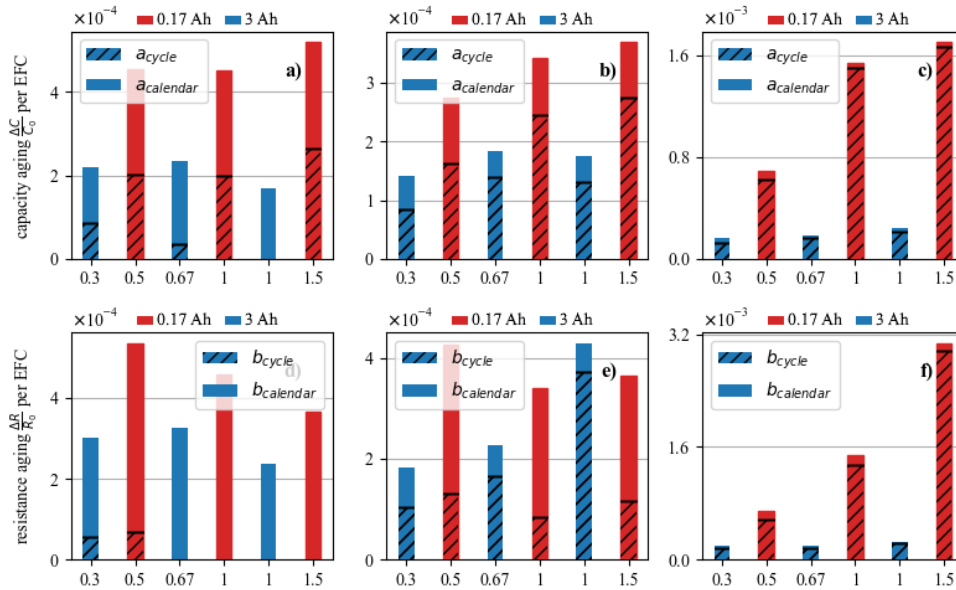 ×10⁻⁴ 0.17 Ah 3 Ah
×10⁻⁴ 0.17 Ah 3 Ah
×10⁻³ 0.17 Ah 3 Ah
capacity aging ΔC/C₀ per EFC
4
2
0
a_cycle
a_calendar
a)
0.3 0.5 0.67 1 1 1.5
3
2
1
0
a_cycle
a_calendar
b)
0.3 0.5 0.67 1 1 1.5
1.6
0.8
0.0
c)
0.3 0.5 0.67 1 1 1.5
×10⁻⁴ 0.17 Ah 3 Ah
×10⁻⁴ 0.17 Ah 3 Ah
×10⁻³ 0.17 Ah 3 Ah
resistance aging ΔR/R₀ per EFC
4
2
0
b_cycle
b_calendar
d)
0.3 0.5 0.67 1 1 1.5
4
2
0
b_cycle
b_calendar
e)
0.3 0.5 0.67 1 1 1.5
3.2
1.6
0.0
f)
0.3 0.5 0.67 1 1 1.5